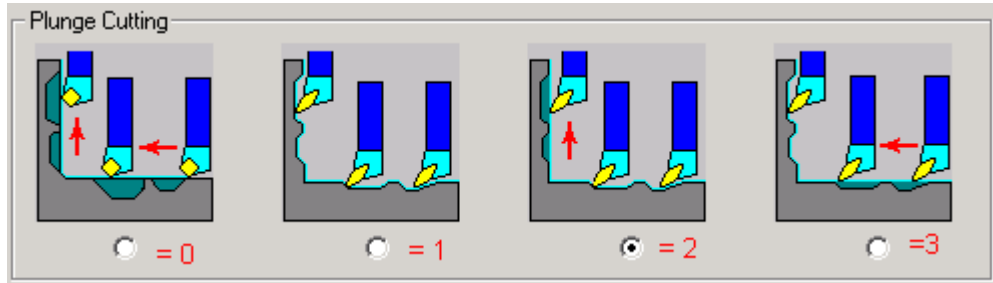 Plunge Cutting
= 0
= 1
= 2
=3